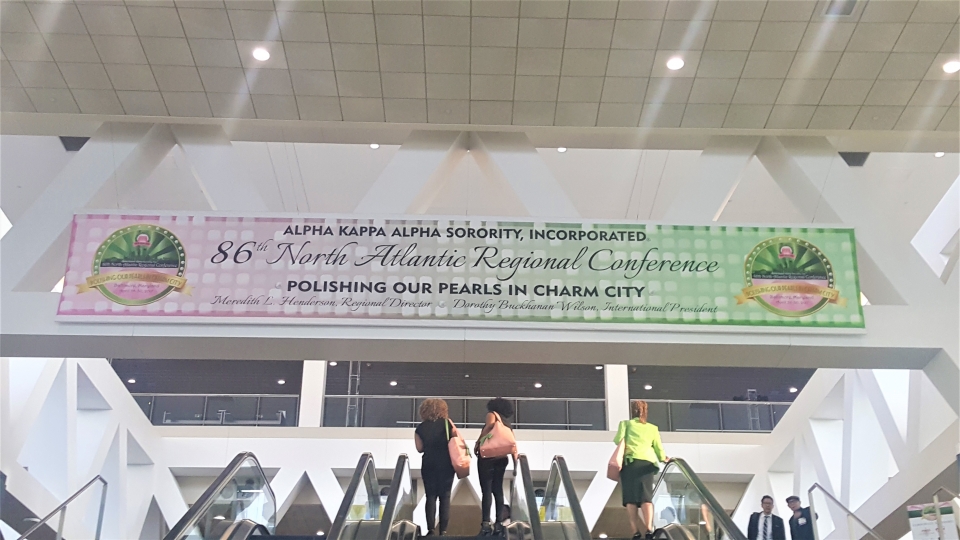 ALPHA KAPPA ALPHA SORORITY, INCORPORATED
86th North Atlantic Regional Conference
POLISHING OUR PEARLS IN CHARM CITY
Meredith L. Henderson, Regional Director Dorothy Buckhanan Wilson, International President